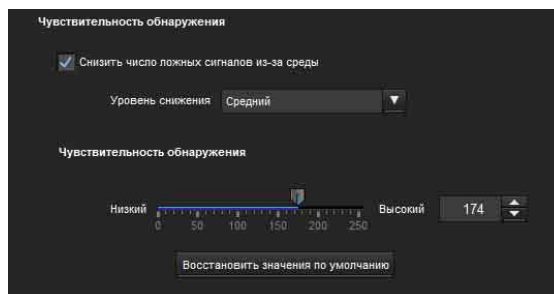 Чувствительность обнаружения
Снизить число ложных сигналов из-за среды
Уровень снижения Средний
Чувствительность обнаружения
Низкий Высокий 174
0 50 100 150 200 250
Восстановить значения по умолчанию